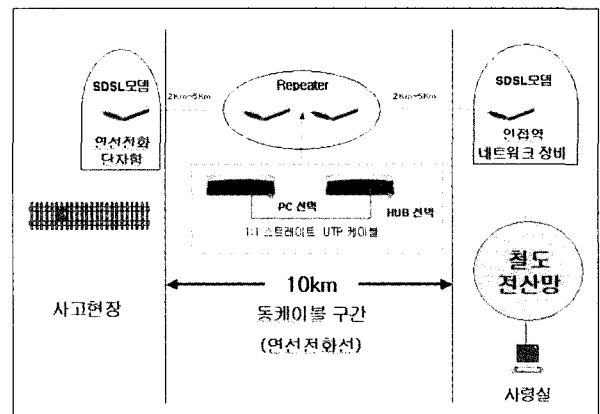 SDSL모뎀
연선전화
단자함
2Km~5Km
Repeater
2Km~5Km
SDSL모뎀
인접역
네트워크 장비
PC 선택
HUB 선택
1:1 스트레이트 UTP 케이블
사고현장
10km
동케이블 구간
(연선전화선)
철도
전산망
사령실